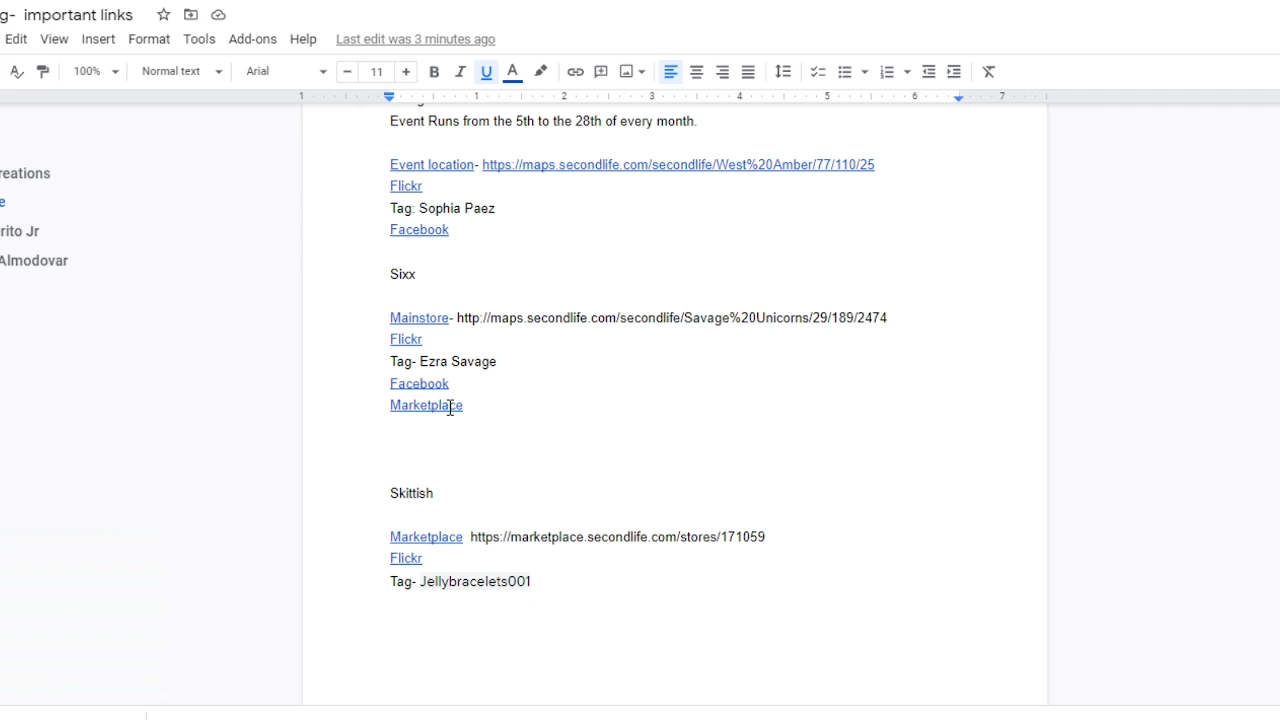 g- important links
Edit View Insert Format Tools Add-ons Help Last edit was 3 minutes ago
100% Normal text Arial 11 B I U A
1 1 2 3 4 5 6 7
Event Runs from the 5th to the 28th of every month.
Event location- https://maps.secondlife.com/secondlife/West%20Amber/77/110/25
Flickr
Tag: Sophia Paez
Facebook
Sixx
Mainstore- http://maps.secondlife.com/secondlife/Savage%20Unicorns/29/189/2474
Flickr
Tag- Ezra Savage
Facebook
Marketplace
Skittish
Marketplace https://marketplace.secondlife.com/stores/171059
Flickr
Tag- Jellybracelets001
reations
e
rito Jr
Almodovar